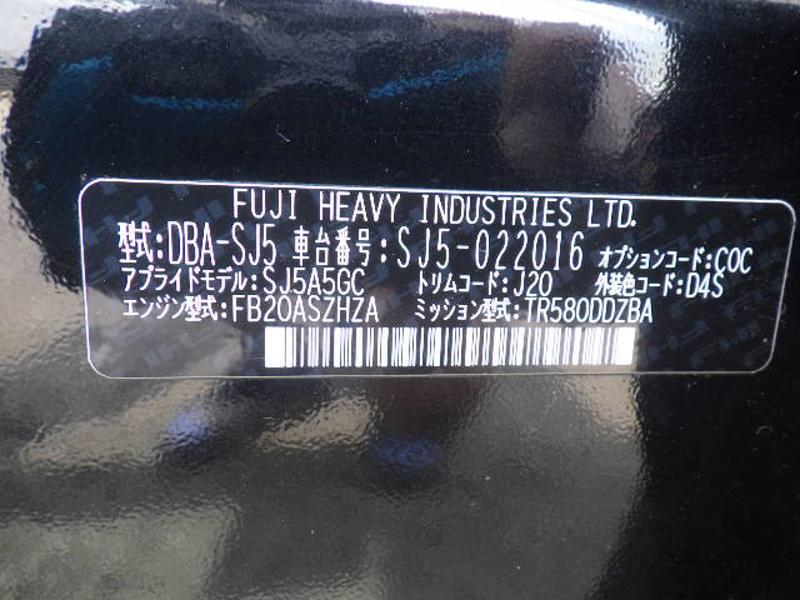 FUJI HEAVY INDUSTRIES LTD.
型式:DBA-SJ5 車台番号:SJ5-022016 オプションコード:COC
アプライドモデル:SJ5A5GC トリムコード:J20 外装色コード:D4S
エンジン型式:FB20ASZHZA ミッション型式:TR580DDZBA